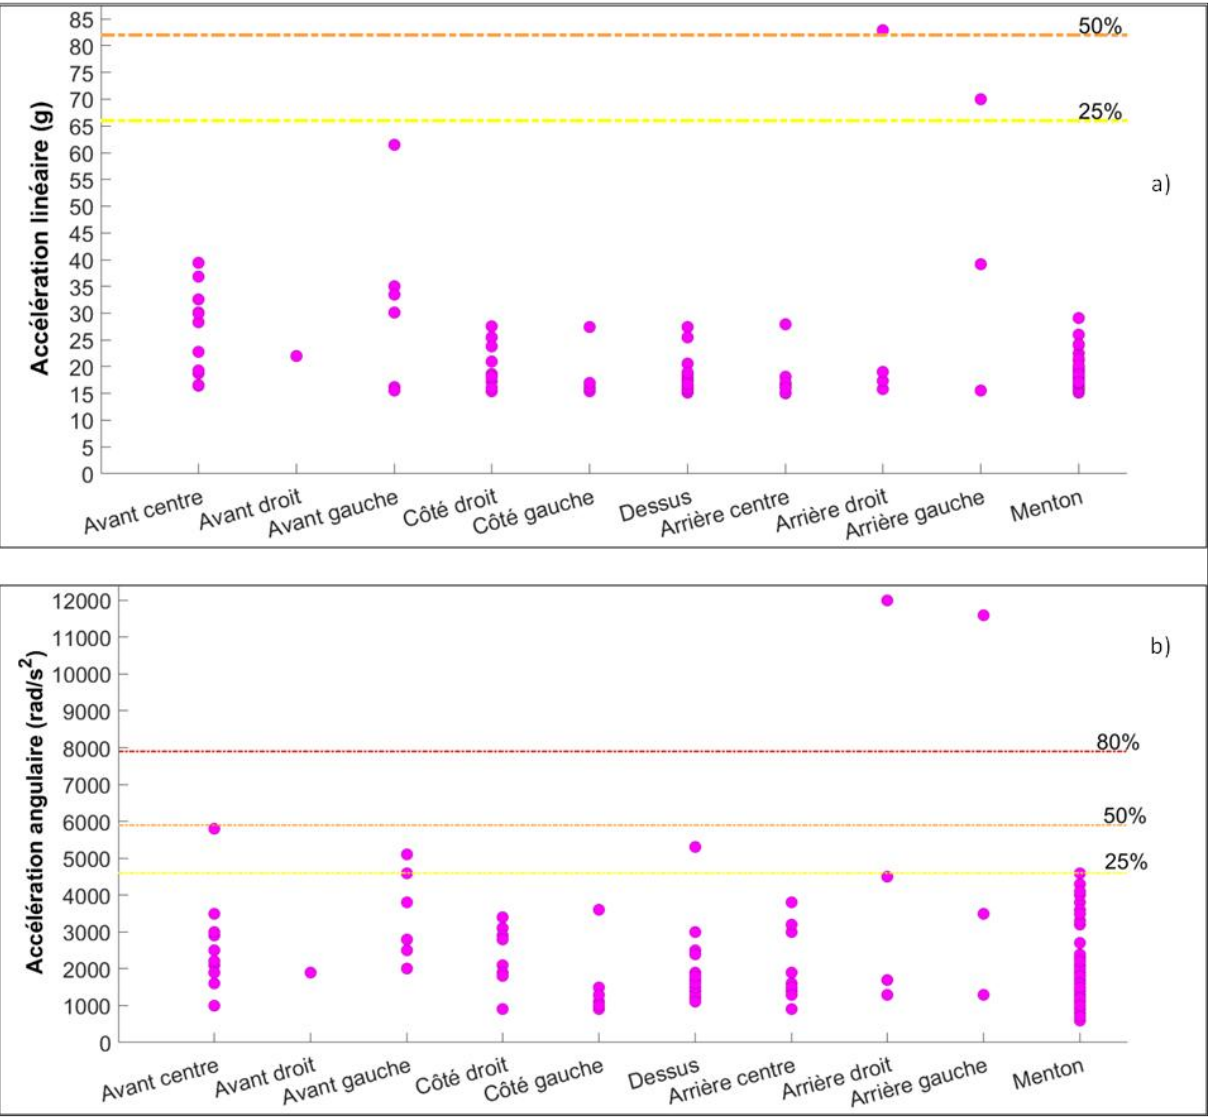 85
80
75
70
65
60
55
50
45
40
35
30
25
20
15
10
5
0
Accélération linéaire (g)
50%
25%
a)
Avant centre
Avant droit
Avant gauche
Côté droit
Côté gauche
Dessus
Arrière centre
Arrière droit
Arrière gauche
Menton
12000
11000
10000
9000
8000
7000
6000
5000
4000
3000
2000
1000
0
Accélération angulaire (rad/s²)
b)
80%
50%
25%
Avant centre
Avant droit
Avant gauche
Côté droit
Côté gauche
Dessus
Arrière centre
Arrière droit
Arrière gauche
Menton